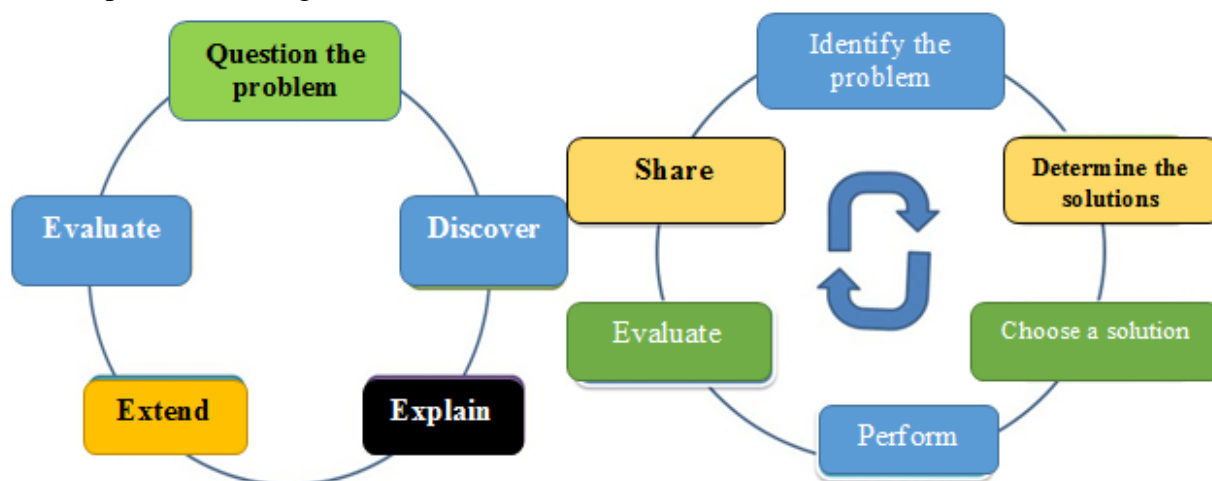 Question the
problem
Discover
Explain
Extend
Evaluate
Identify the
problem
Determine the
solutions
Choose a solution
Perform
Evaluate
Share